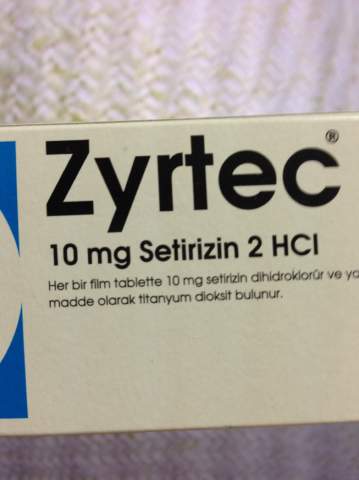 Zyrtec®
10 mg Setirizin 2 HCl
Her bir film tablette 10 mg setirizin dihidroklorür ve
madde olarak titanyum dioksit bulunur.